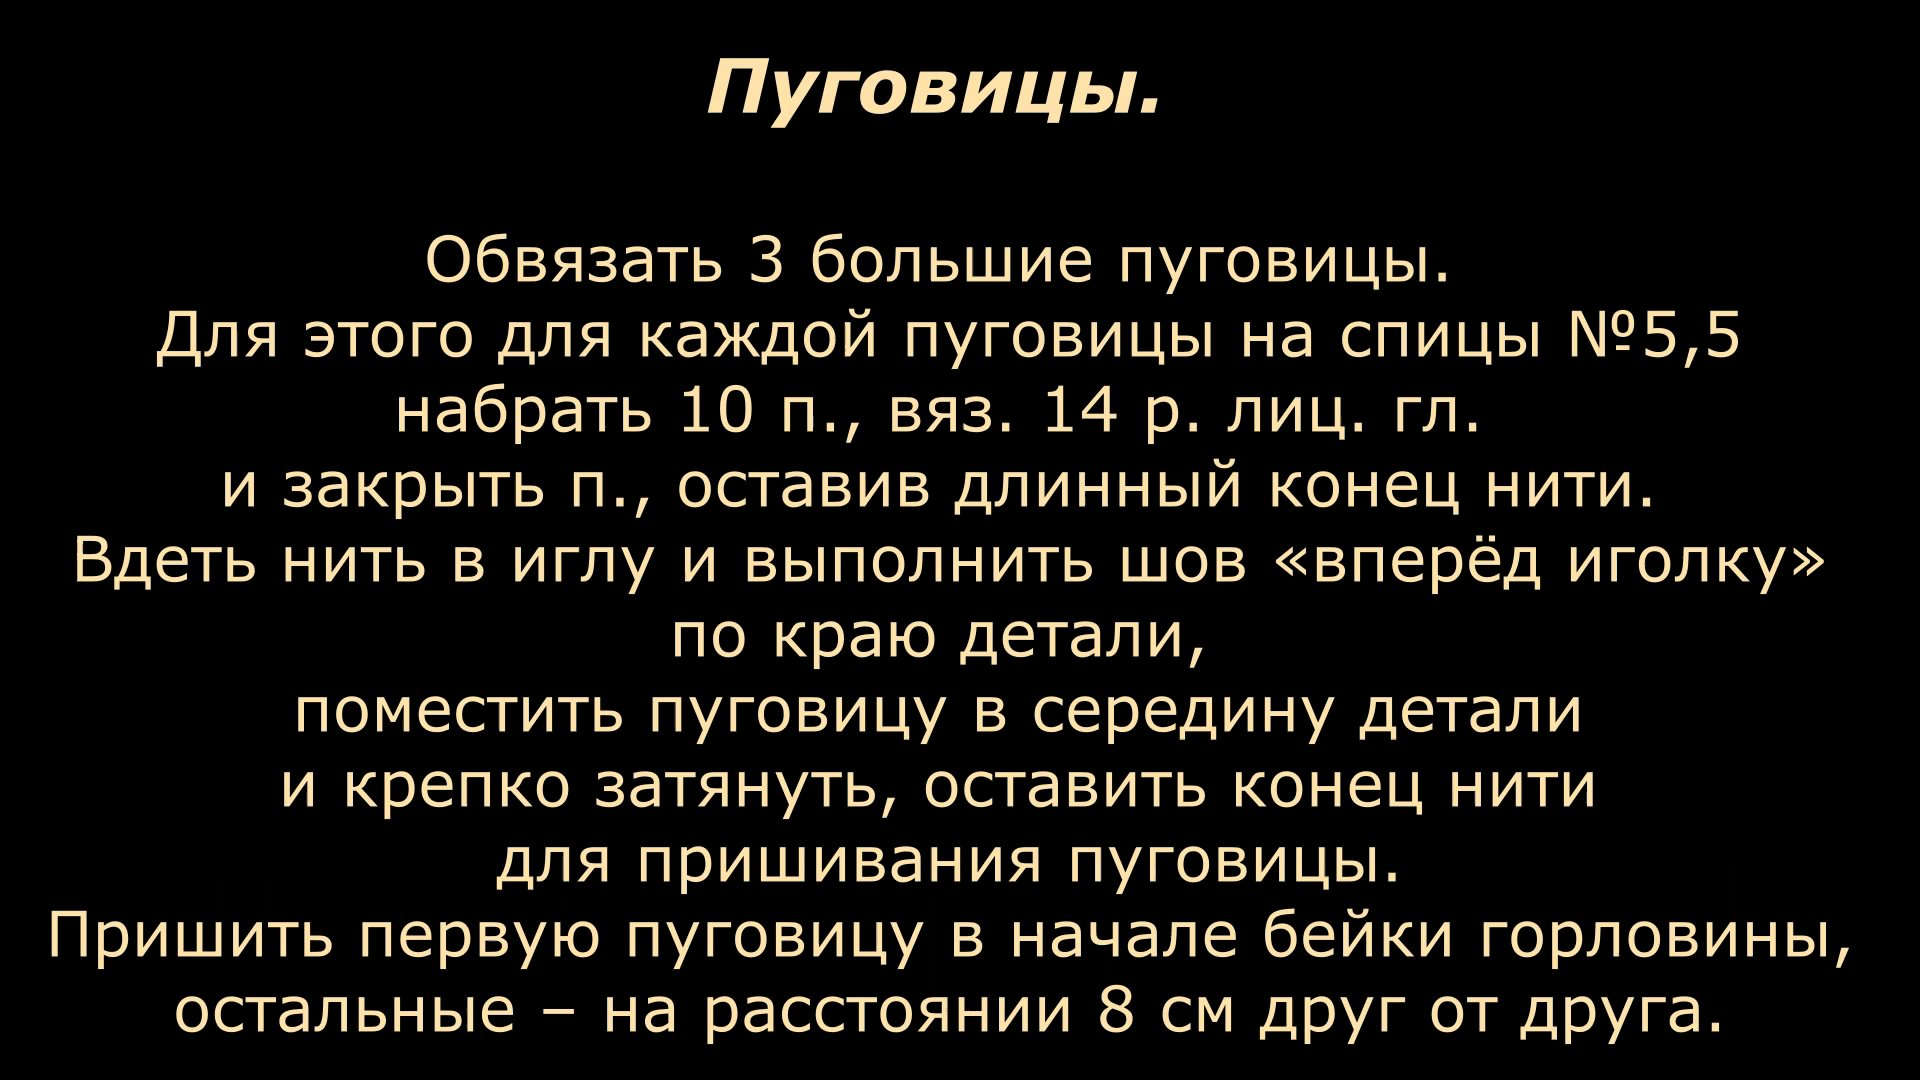 Пуговицы.
Обвязать 3 большие пуговицы.
Для этого для каждой пуговицы на спицы №5,5
набрать 10 п., вяз. 14 р. лиц. гл.
и закрыть п., оставив длинный конец нити.
Вдеть нить в иглу и выполнить шов «вперёд иголку»
по краю детали,
поместить пуговицу в середину детали
и крепко затянуть, оставить конец нити
для пришивания пуговицы.
Пришить первую пуговицу в начале бейки горловины,
остальные – на расстоянии 8 см друг от друга.